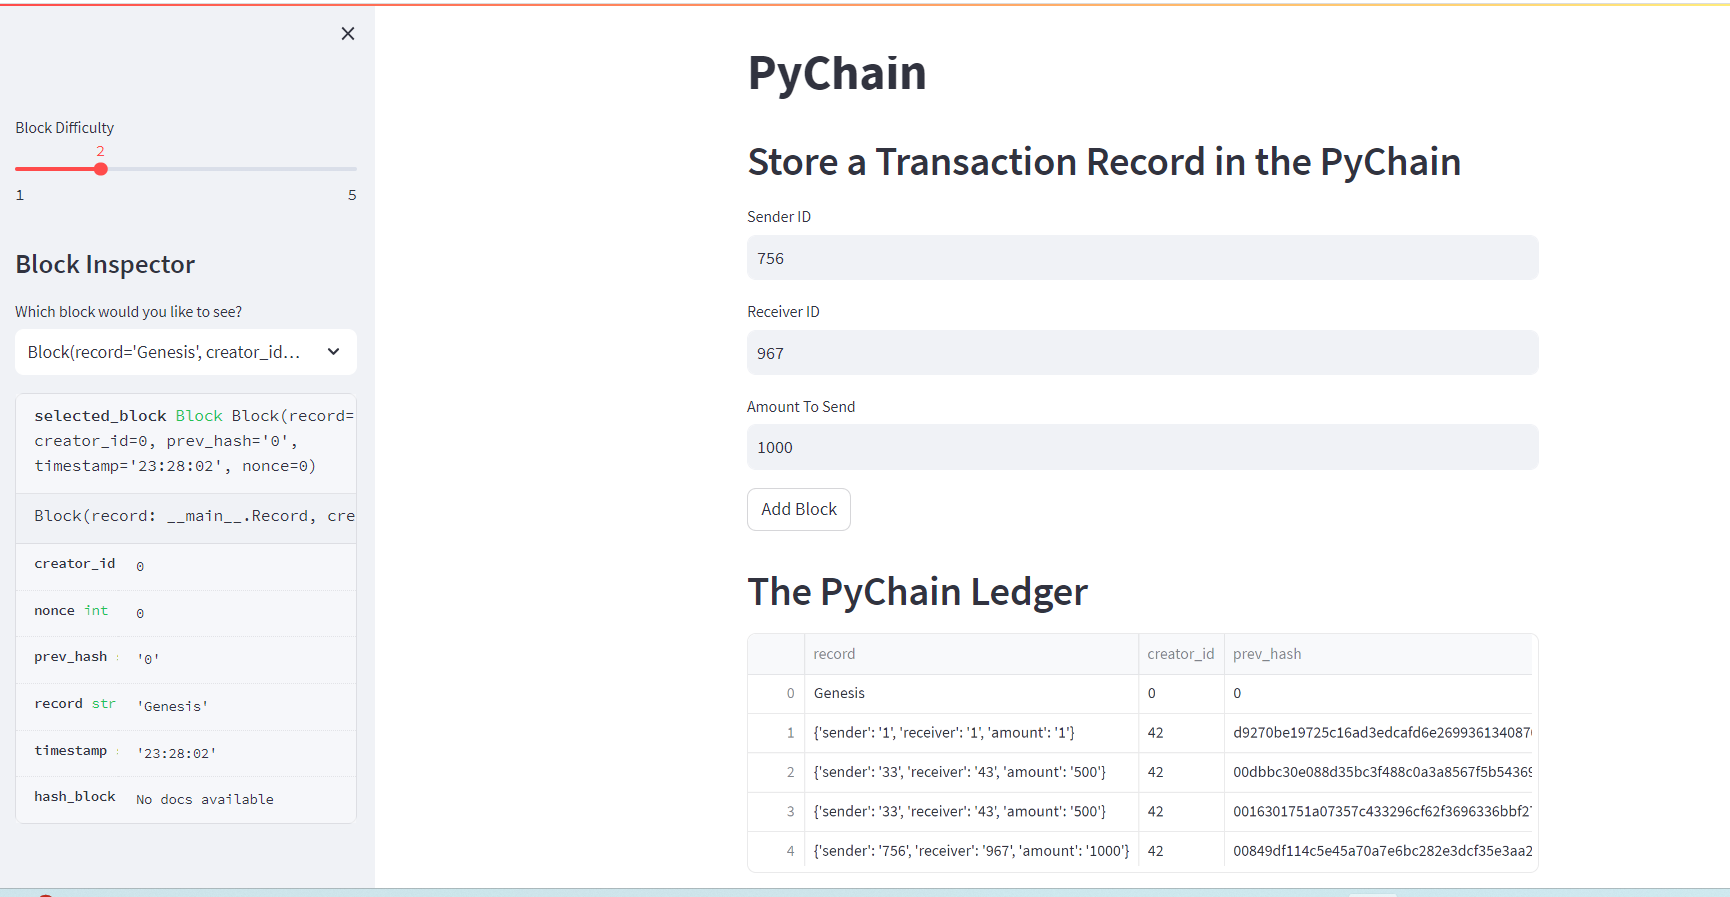 Block Difficulty
2
1 5
Block Inspector
Which block would you like to see?
Block(record='Genesis', creator_id...
selected_block Block Block(record=
creator_id=0, prev_hash='0',
timestamp='23:28:02', nonce=0)
Block(record: __main__.Record, cre
creator_id 0
nonce int 0
prev_hash '0'
record str 'Genesis'
timestamp '23:28:02'
hash_block No docs available
PyChain
Store a Transaction Record in the PyChain
Sender ID
756
Receiver ID
967
Amount To Send
1000
Add Block
The PyChain Ledger
record creator_id prev_hash
0 Genesis 0 0
1 {'sender': '1', 'receiver': '1', 'amount': '1'} 42 d9270be19725c16ad3edcafd6e269936134087
2 {'sender': '33', 'receiver': '43', 'amount': '500'} 42 00dbbc30e088d35bc3f488c0a3a8567f5b5436
3 {'sender': '33', 'receiver': '43', 'amount': '500'} 42 0016301751a07357c433296cf62f3696336bbf2
4 {'sender': '756', 'receiver': '967', 'amount': '1000'} 42 00849df114c5e45a70a7e6bc282e3dcf35e3aa2